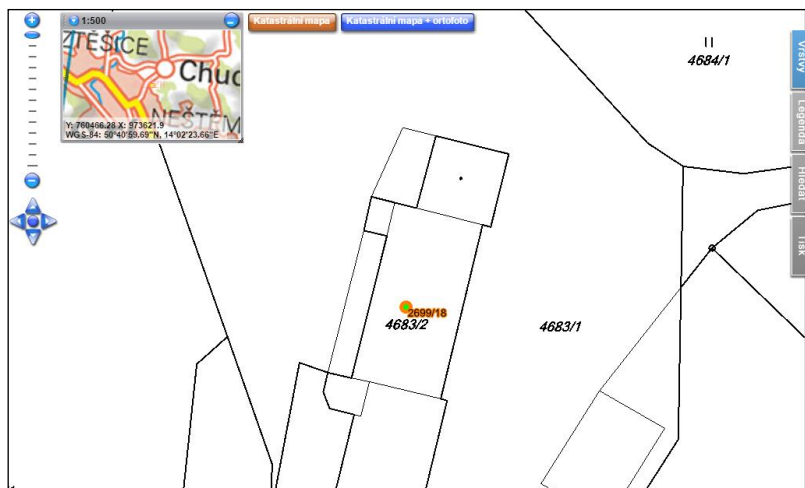 1:500
Katastrální mapa
Katastrální mapa + ortofoto
ZTĚŠICE
Chuc
NEŠTĚM
Y: 760466.28 X: 973621.9
WGS-84: 50°40'59.69"N, 14°02'23.66"E
Vrstvy
Legenda
Hledat
Tisk
4684/1
2699/18
4683/2
4683/1